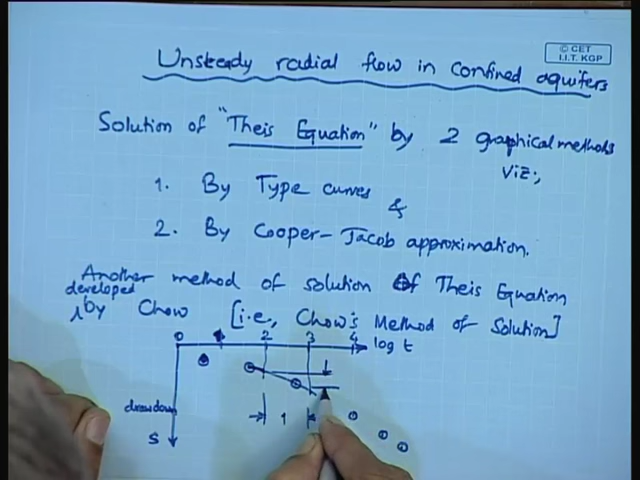 © CET
I.I.T. KGP
Unsteady radial flow in confined aquifers
Solution of "Theis Equation" by 2 graphical methods
viz.,
1. By Type curves &
2. By Cooper-Jacob approximation.
Another method of solution of Theis Equation
developed
by Chow [i.e., Chow's Method of Solution]
0 1 2 3 4
log t
drawdown
s
1